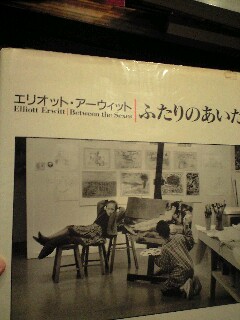 エリオット・アーウィット
Elliott Erwitt | Between the Sexes
ふたりのあいだ